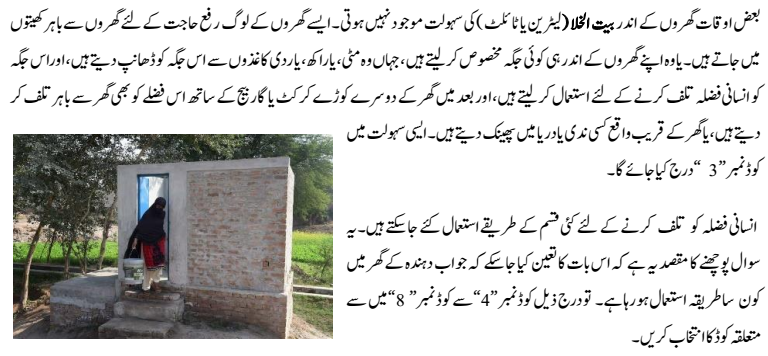 بعض اوقات گھروں کے اندر بیت الخلا (لیٹرین یا ٹائلٹ) کی سہولت موجود نہیں ہوتی۔ ایسے گھروں کے لوگ رفع حاجت کے لئے گھروں سے باہر کھیتوں
میں جاتے ہیں۔ یا وہ اپنے گھروں کے اندر ہی کوئی جگہ مخصوص کر لیتے ہیں، جہاں وہ مٹی، یا راکھ، یا ردی کاغذوں سے اس جگہ کو ڈھانپ دیتے ہیں، اور اس جگہ
کو انسانی فضلہ تلف کرنے کے لئے استعمال کر لیتے ہیں، اور بعد میں گھر کے دوسرے کوڑے کرکٹ یا گاربیج کے ساتھ اس فضلے کو بھی گھر سے باہر تلف کر
دیتے ہیں، یا گھر کے قریب واقع کسی ندی یا دریا میں پھینک دیتے ہیں۔ ایسی سہولت میں
کوڈ نمبر ”3 “ درج کیا جائے گا۔
انسانی فضلہ کو تلف کرنے کے لئے کئی قسم کے طریقے استعمال کئے جا سکتے ہیں۔ یہ
سوال پوچھنے کا مقصد یہ ہے کہ اس بات کا تعین کیا جا سکے کہ جواب دہندہ کے گھر میں
کون سا طریقہ استعمال ہو رہا ہے۔ تو درج ذیل کوڈ نمبر ”4“ سے کوڈ نمبر” 8 “ میں سے
متعلقہ کوڈ کا انتخاب کریں۔